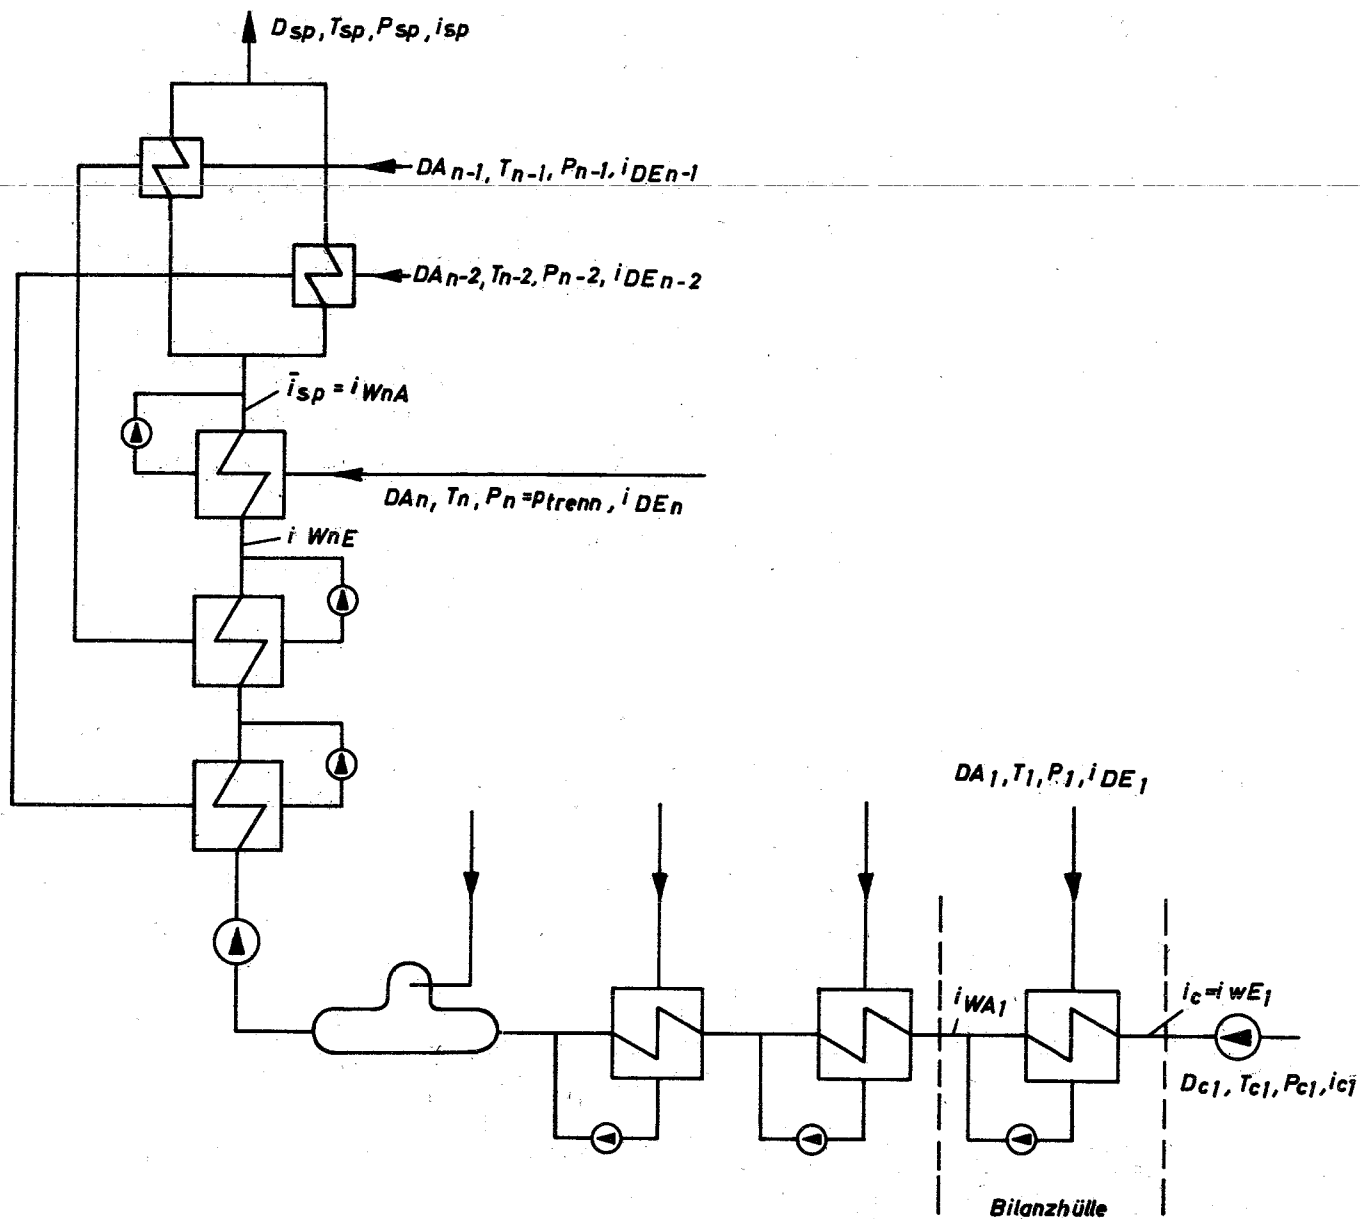 Dsp, Tsp, Psp, isp
DAn-1, Tn-1, Pn-1, iDEn-1
DAn-2, Tn-2, Pn-2, iDEn-2
īsp = iWnA
DAn, Tn, Pn=ptrenn, iDEn
i WnE
DA1, T1, P1, iDE1
iWA1
ic=iwE1
Dc1, Tc1, Pc1, ic1
Bilanzhülle